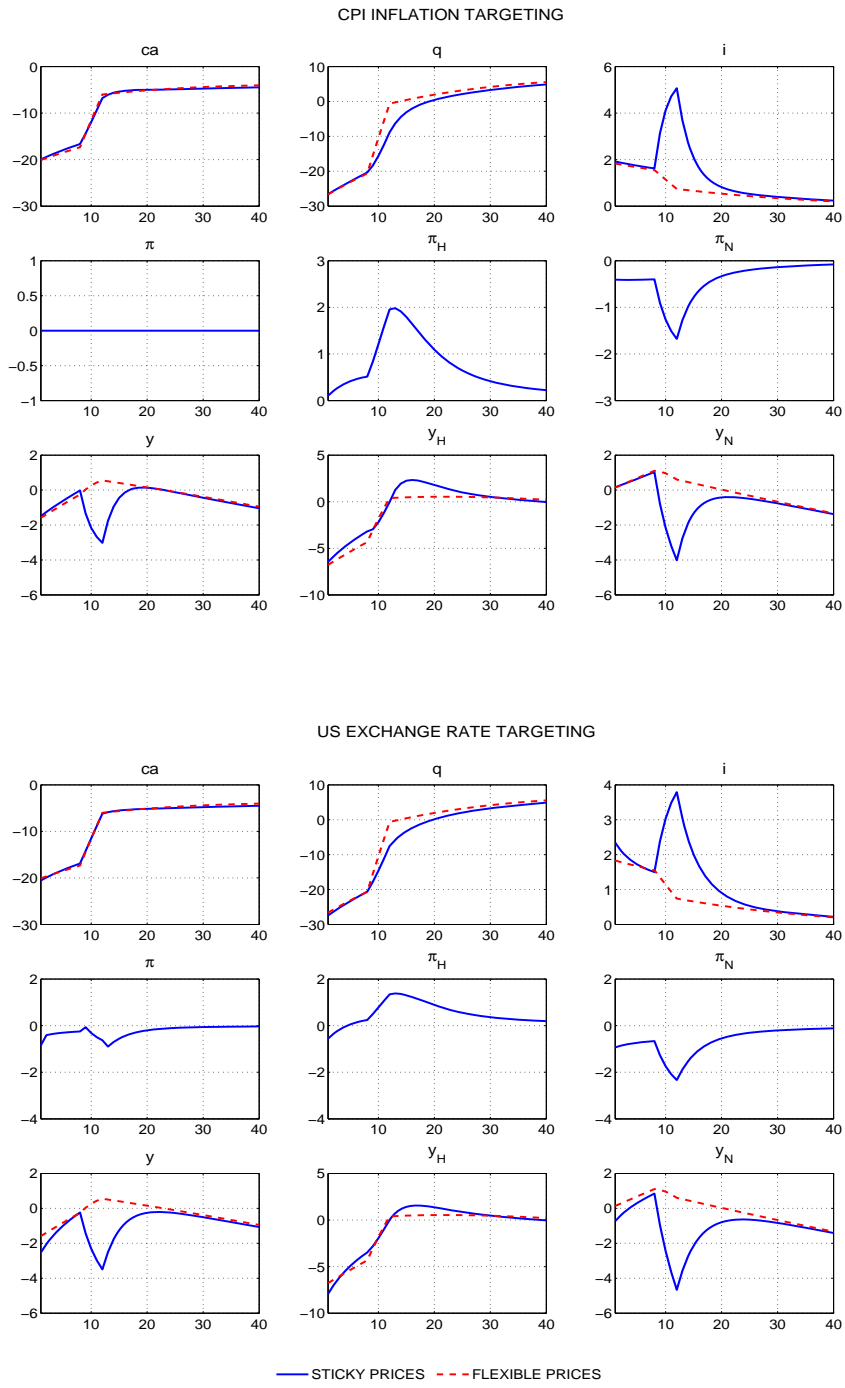 CPI INFLATION TARGETING
ca q i
0 10 6
−10 0 4
−10
−20 2
−20
−30 −30 0
10 20 30 40 10 20 30 40 10 20 30 40
π π_H π_N
1 3 0
0.5 2 −1
0
1 −2
−0.5
−1 0 −3
10 20 30 40 10 20 30 40 10 20 30 40
y y_H y_N
2 5 2
0 0 0
−2 −2
−5
−4 −4
−6 −10 −6
10 20 30 40 10 20 30 40 10 20 30 40
US EXCHANGE RATE TARGETING
ca q i
0 10 4
0 3
−10
−10 2
−20
−20 1
−30 −30 0
10 20 30 40 10 20 30 40 10 20 30 40
π π_H π_N
2 2 2
0 0 0
−2 −2 −2
−4 −4 −4
10 20 30 40 10 20 30 40 10 20 30 40
y y_H y_N
2 5 2
0 0 0
−2 −2
−5
−4 −4
−6 −10 −6
10 20 30 40 10 20 30 40 10 20 30 40
STICKY PRICES FLEXIBLE PRICES